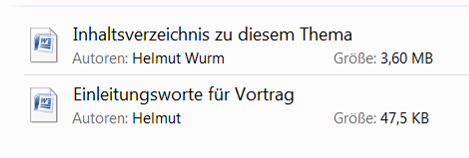 Inhaltsverzeichnis zu diesem Thema
Autoren: Helmut Wurm Größe: 3,60 MB
Einleitungsworte für Vortrag
Autoren: Helmut Größe: 47,5 KB